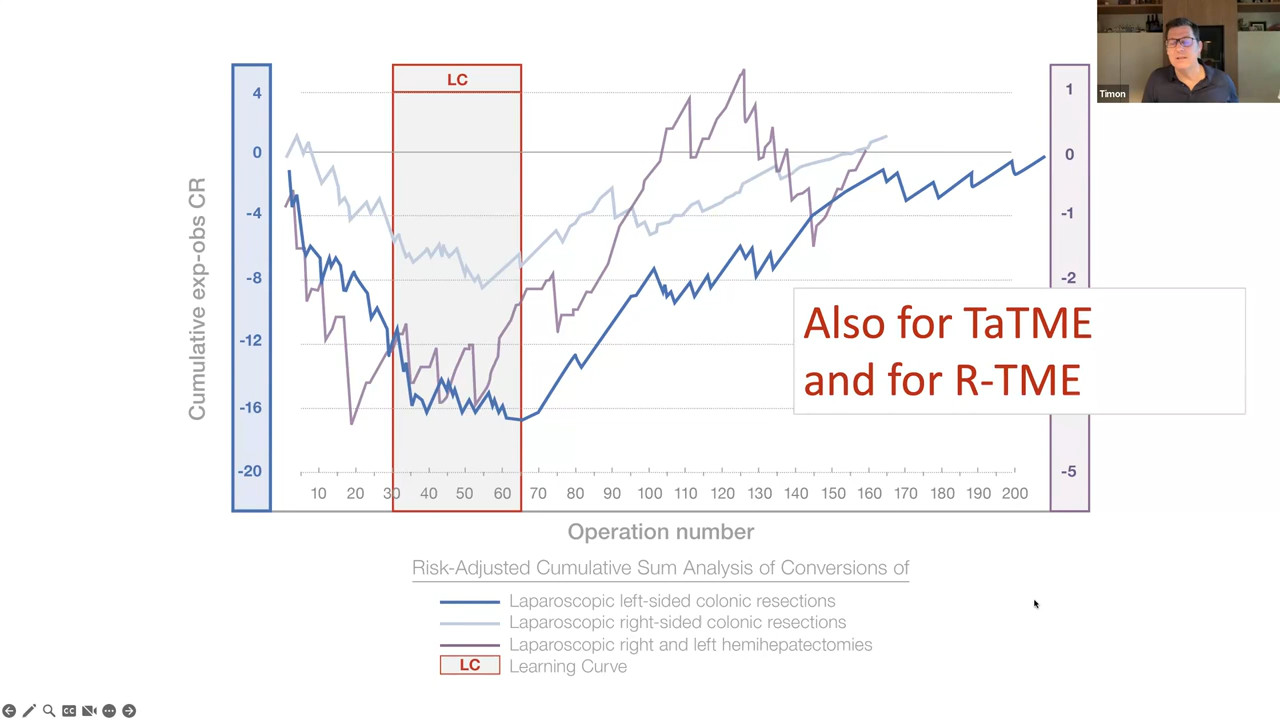 Timon
LC
4
0
-4
-8
-12
-16
-20
1
0
-1
-2
-5
Cumulative exp-obs CR
Also for TaTME
and for R-TME
10 20 30 40 50 60 70 80 90 100 110 120 130 140 150 160 170 180 190 200
Operation number
Risk-Adjusted Cumulative Sum Analysis of Conversions of
Laparoscopic left-sided colonic resections
Laparoscopic right-sided colonic resections
Laparoscopic right and left hemihepatectomies
LC Learning Curve
CC